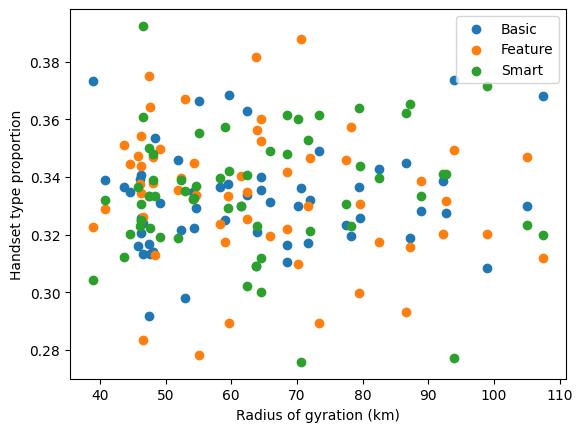 Basic
Feature
Smart
0.38
0.36
0.34
0.32
0.30
0.28
Handset type proportion
40 50 60 70 80 90 100 110
Radius of gyration (km)